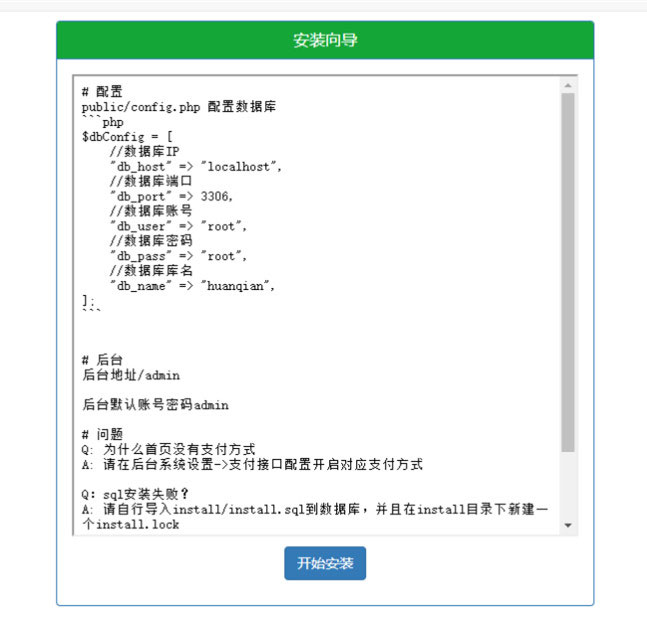 安装向导
# 配置
public/config.php 配置数据库
```php
$dbConfig = [
//数据库IP
"db_host" => "localhost",
//数据库端口
"db_port" => 3306,
//数据库账号
"db_user" => "root",
//数据库密码
"db_pass" => "root",
//数据库库名
"db_name" => "huanqian",
];
```
# 后台
后台地址/admin
后台默认账号密码admin
# 问题
Q: 为什么首页没有支付方式
A: 请在后台系统设置->支付接口配置开启对应支付方式
Q: sql安装失败？
A: 请自行导入install/install.sql到数据库，并且在install目录下新建一
个install.lock
开始安装